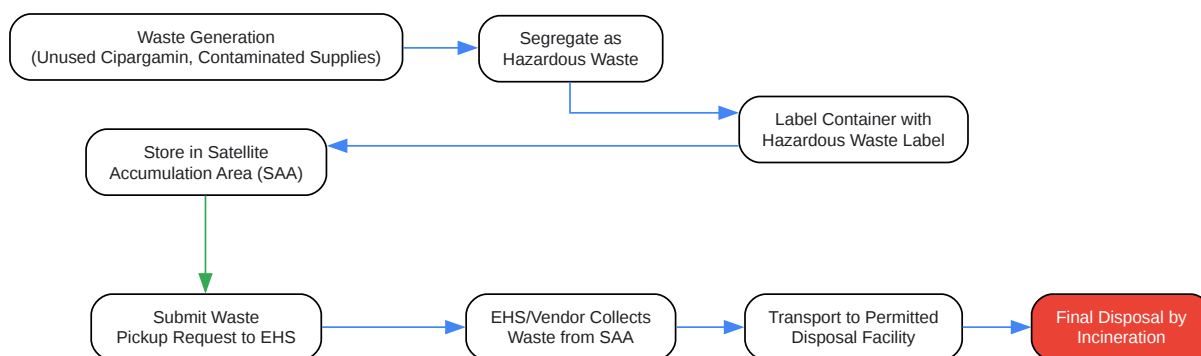 Waste Generation
(Unused Cipargamin, Contaminated Supplies)
Segregate as
Hazardous Waste
Label Container with
Hazardous Waste Label
Store in Satellite
Accumulation Area (SAA)
Submit Waste
Pickup Request to EHS
EHS/Vendor Collects
Waste from SAA
Transport to Permitted
Disposal Facility
Final Disposal by
Incineration